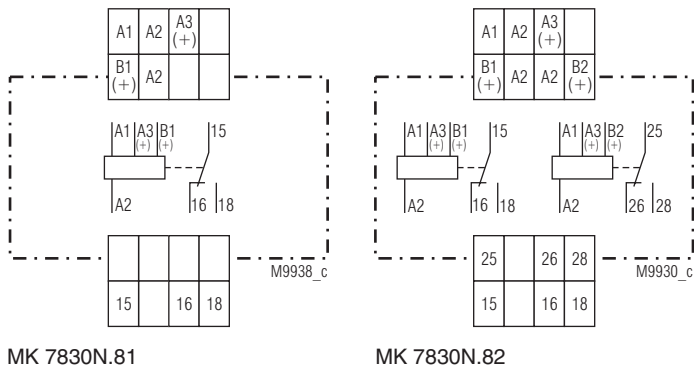 A1 A2 A3 (+)
B1 (+) A2
A1 A3 (+) B1 (+) 15
A2 16 18
M9938_c
15 16 18
MK 7830N.81
A1 A2 A3 (+)
B1 (+) A2 A2 B2 (+)
A1 A3 (+) B1 (+) 15 A1 A3 (+) B2 (+) 25
A2 16 18 A2 26 28
25 26 28
M9930_c
15 16 18
MK 7830N.82